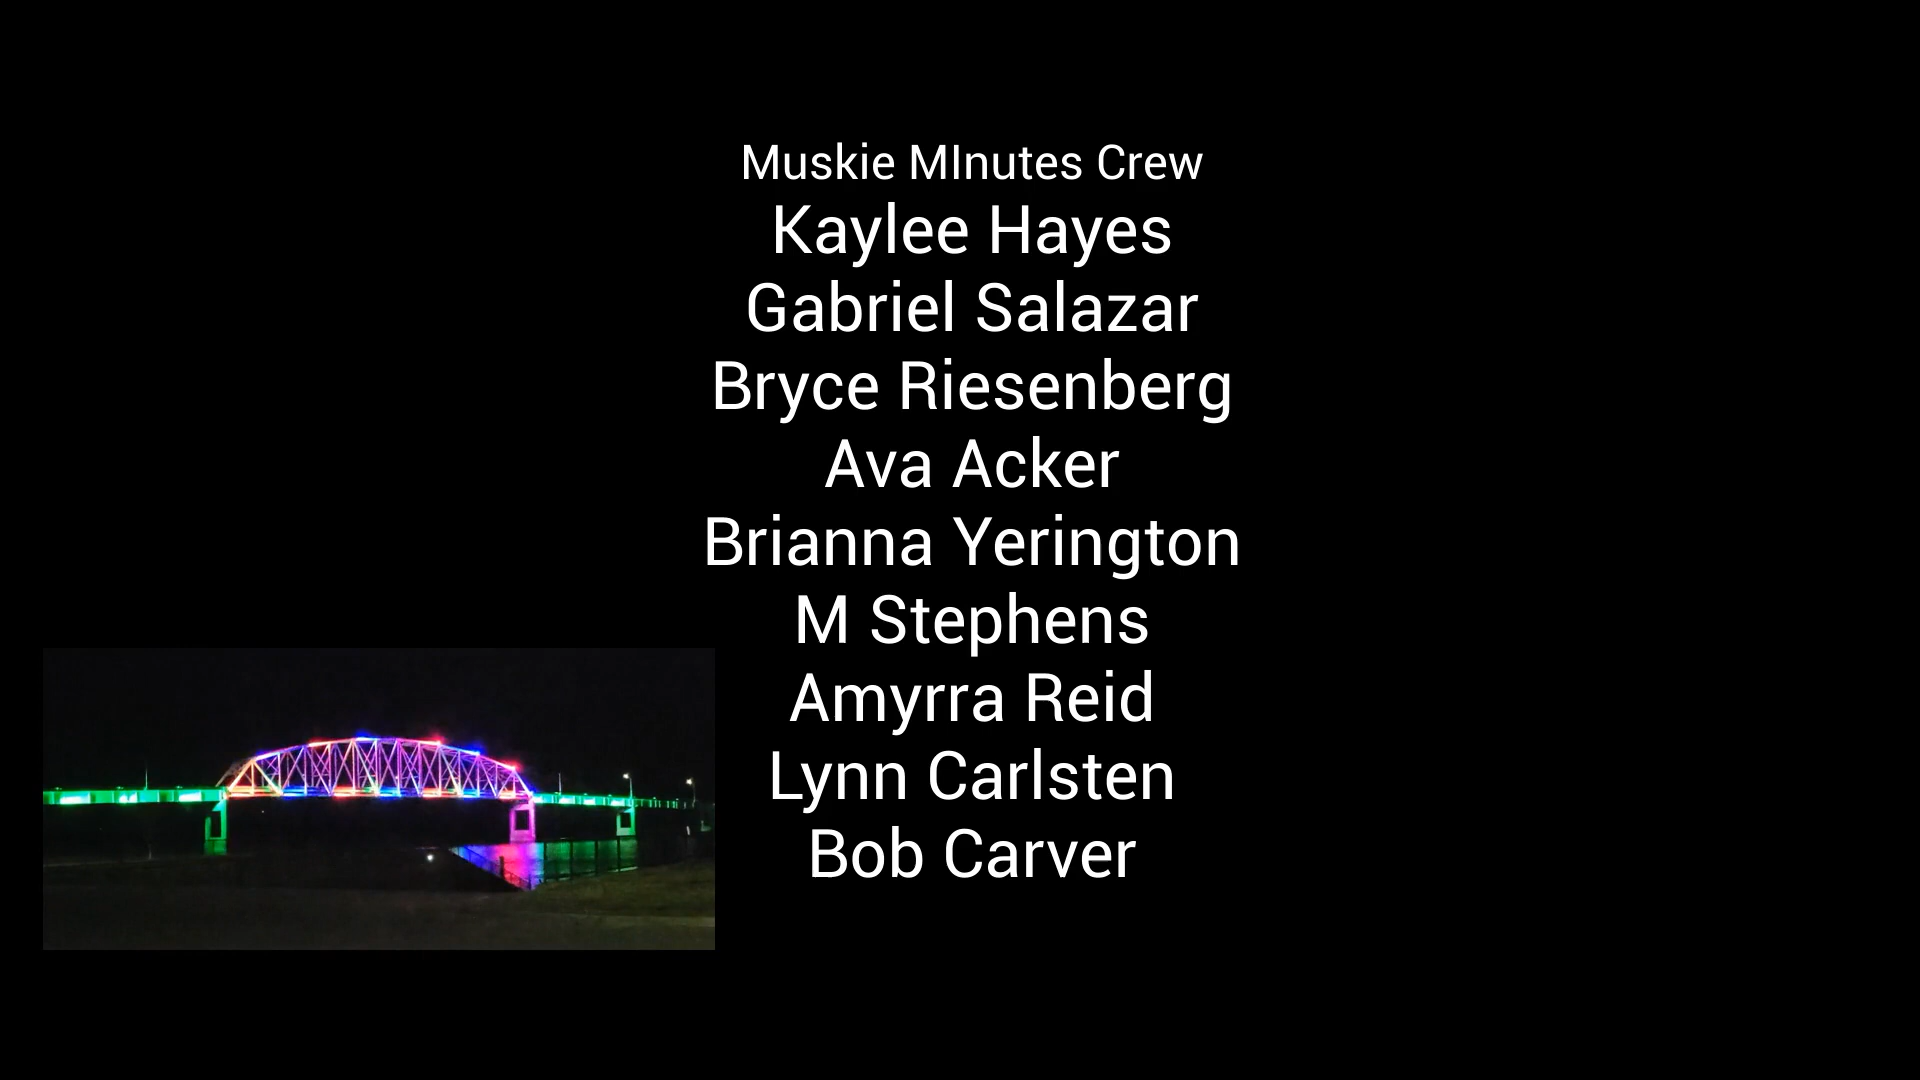 Muskie MInutes Crew
Kaylee Hayes
Gabriel Salazar
Bryce Riesenberg
Ava Acker
Brianna Yerington
M Stephens
Amyrra Reid
Lynn Carlsten
Bob Carver